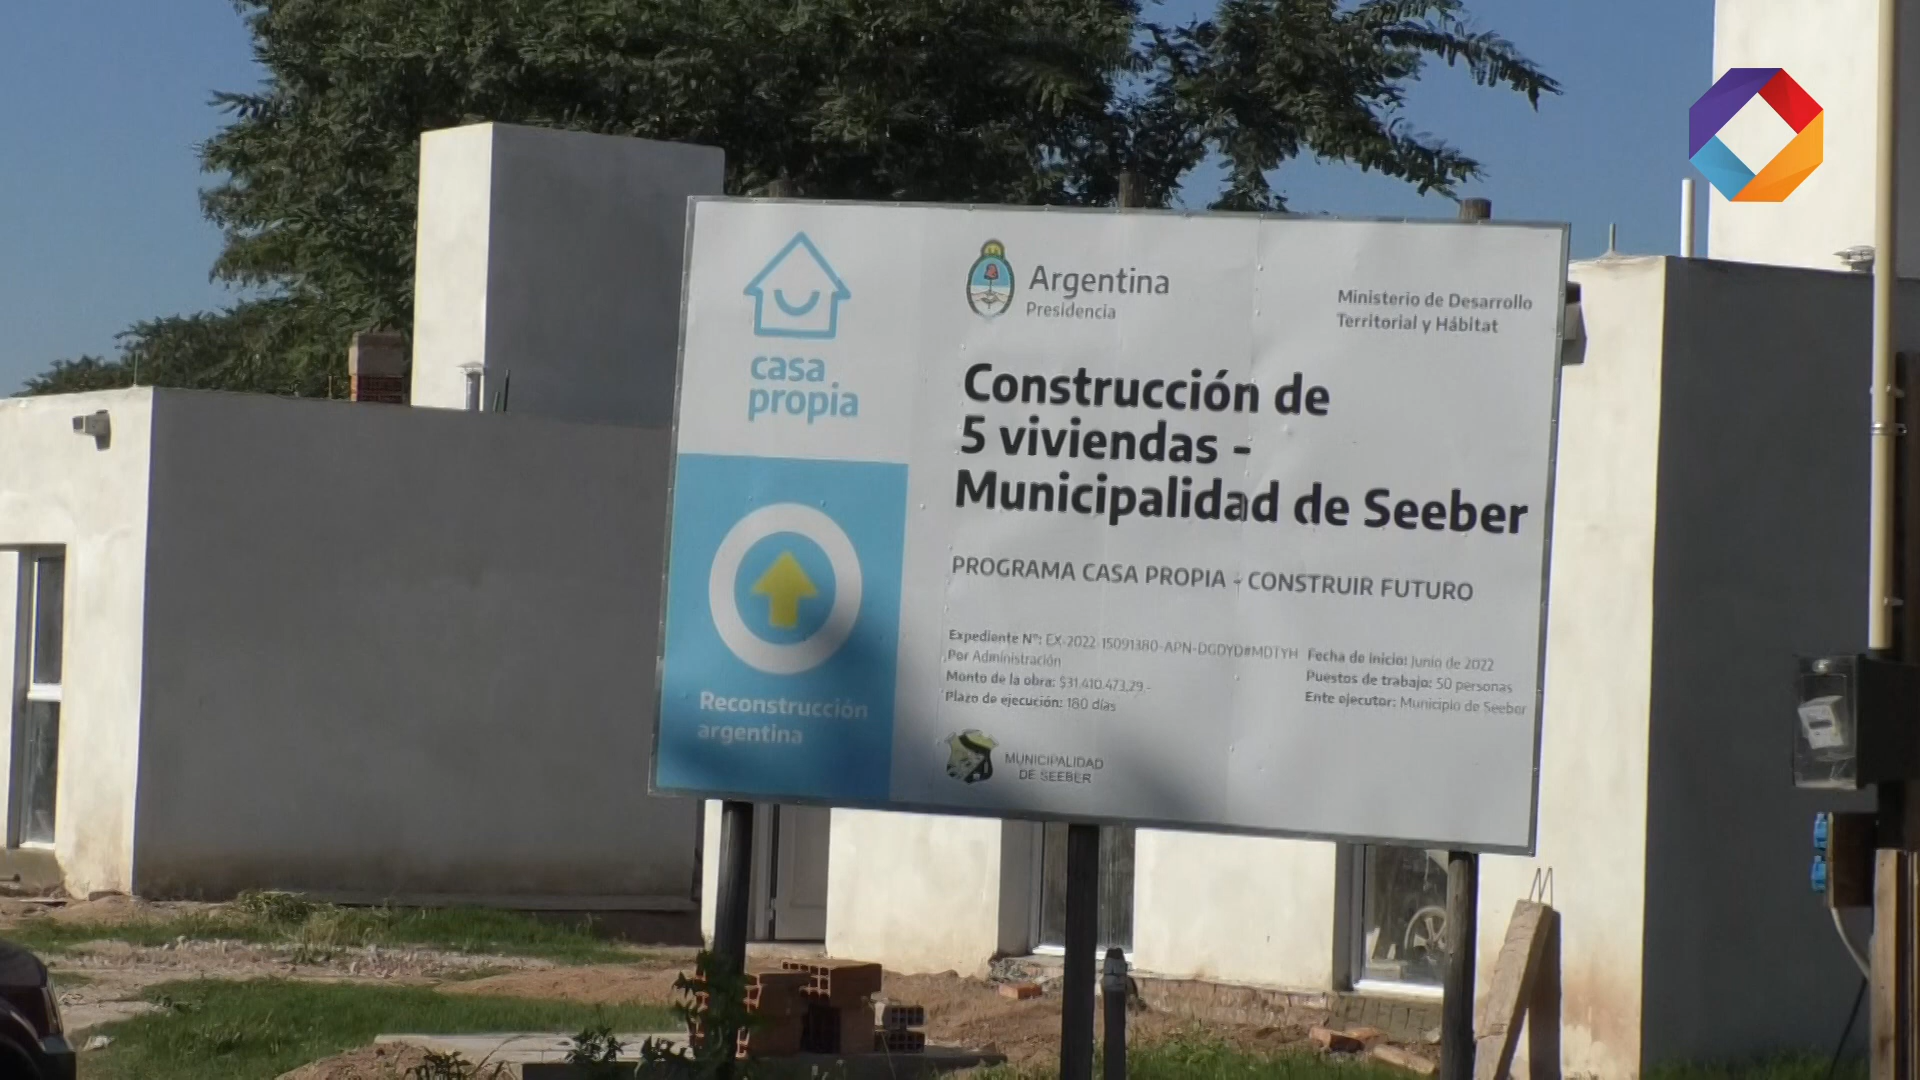 casa
propia
Reconstrucción
argentina
Argentina
Presidencia
Ministerio de Desarrollo
Territorial y Hábitat
Construcción de
5 viviendas -
Municipalidad de Seeber
PROGRAMA CASA PROPIA - CONSTRUIR FUTURO
Expediente Nº: EX-2022-15091380-APN-DGDYD#MDTYH
Por Administración
Monto de la obra: $31.410.473,29.-
Plazo de ejecución: 180 días
Fecha de inicio: Junio de 2022
Puestos de trabajo: 50 personas
Ente ejecutor: Municipio de Seeber
MUNICIPALIDAD
DE SEEBER